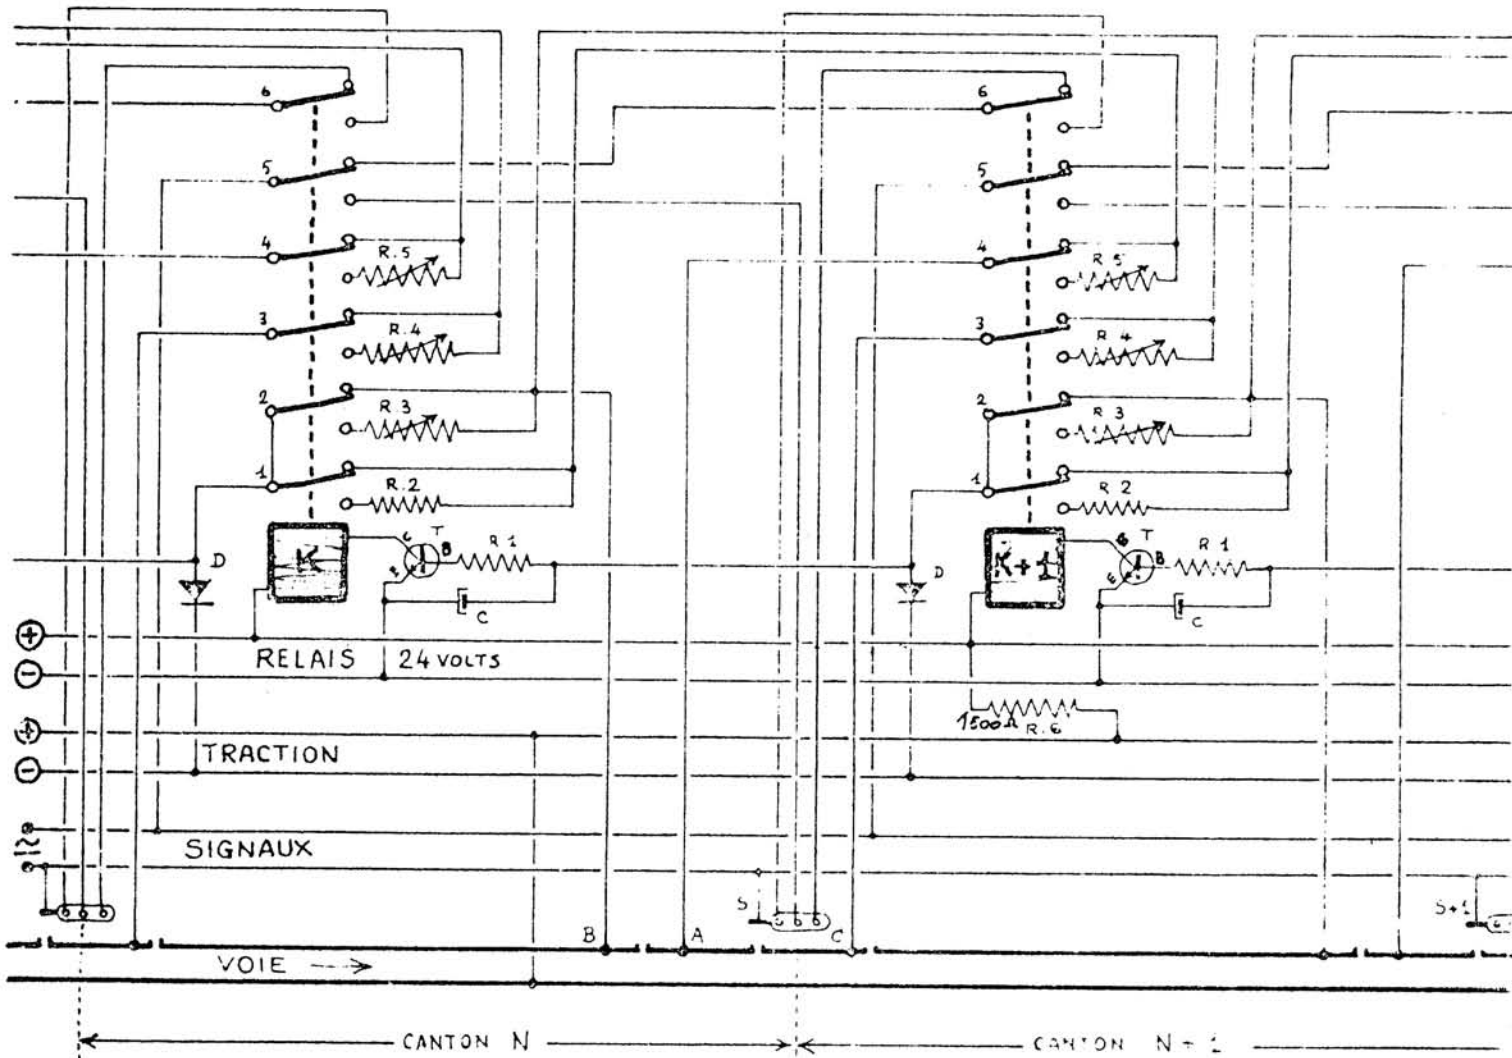 6
5
4
R.5
3
R.4
2
R.3
1
R.2
K
C
T
B
E
R1
C
D
RELAIS 24 VOLTS
TRACTION
SIGNAUX
6
5
4
R 5
3
R 4
2
R 3
1
R 2
K+1
T
B
E
R 1
C
D
1500Ω R.6
S
S+1
B
A
C
VOIE
CANTON N
CANTON N+1